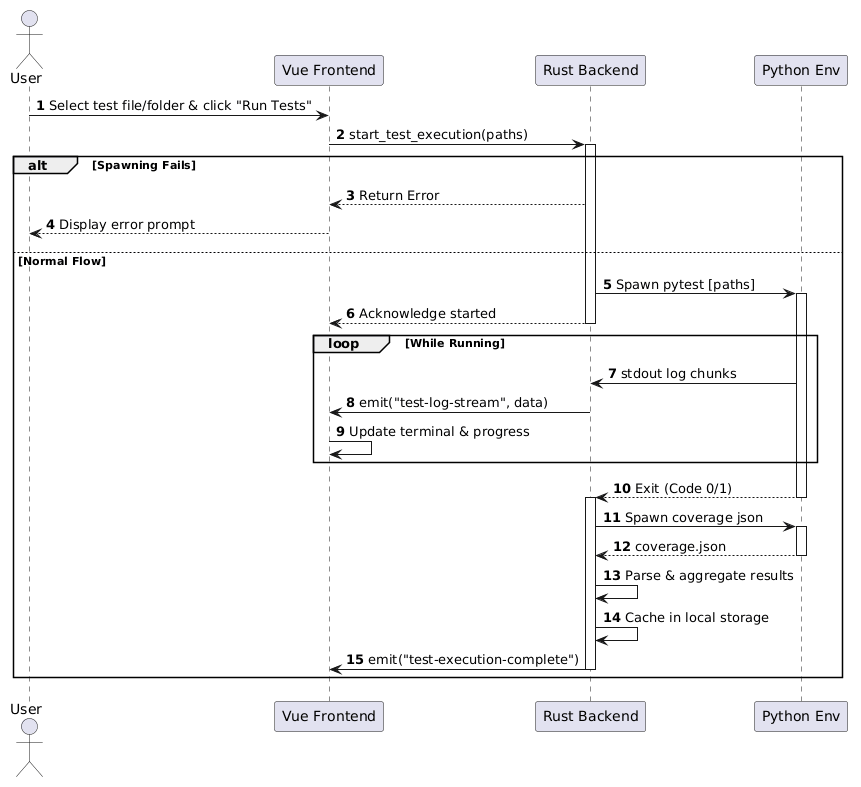 User
Vue Frontend
Rust Backend
Python Env
1 Select test file/folder & click "Run Tests"
2 start_test_execution(paths)
alt
[Spawning Fails]
3 Return Error
4 Display error prompt
[Normal Flow]
5 Spawn pytest [paths]
6 Acknowledge started
loop
[While Running]
7 stdout log chunks
8 emit("test-log-stream", data)
9 Update terminal & progress
10 Exit (Code 0/1)
11 Spawn coverage json
12 coverage.json
13 Parse & aggregate results
14 Cache in local storage
15 emit("test-execution-complete")
User
Vue Frontend
Rust Backend
Python Env